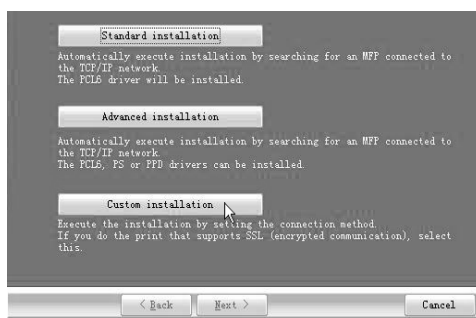 Standard installation
Automatically execute installation by searching for an MFP connected to
the TCP/IP network.
The PCL6 driver will be installed.
Advanced installation
Automatically execute installation by searching for an MFP connected to
the TCP/IP network.
The PCL6, PS or PPD drivers can be installed.
Custom installation
Execute the installation by setting the connection method.
If you do the print that supports SSL (encrypted communication), select
this.
< Back Next > Cancel